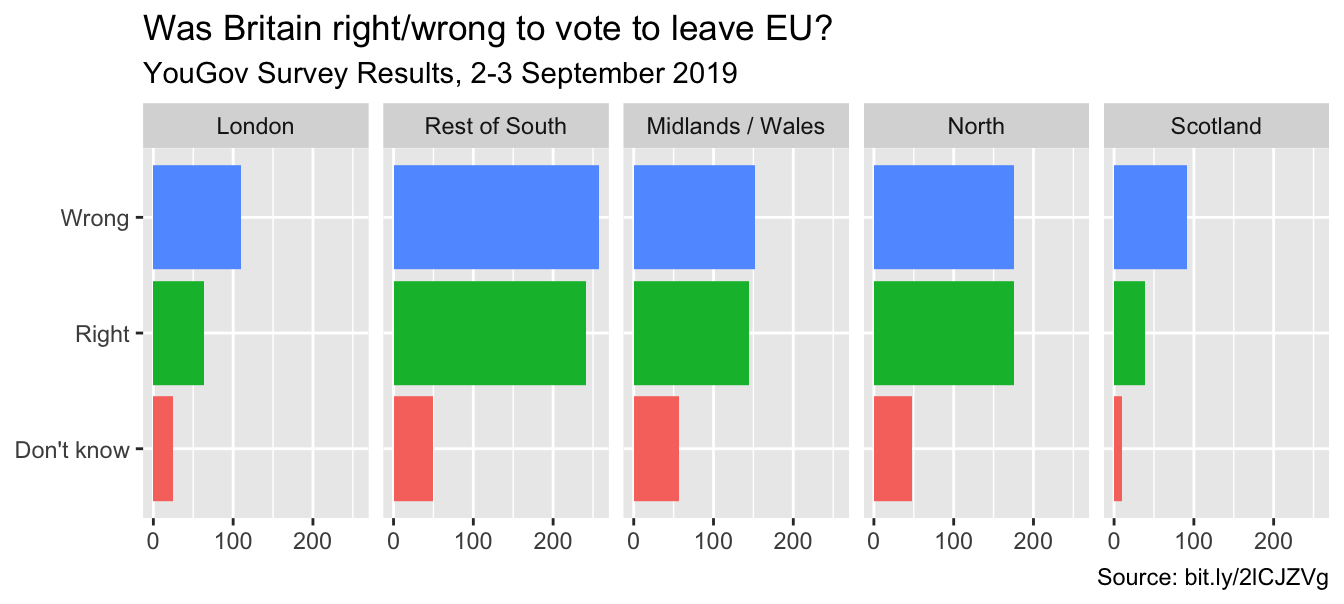 Was Britain right/wrong to vote to leave EU?
YouGov Survey Results, 2-3 September 2019
London Rest of South Midlands / Wales North Scotland
Wrong
Right
Don't know
0 100 200 0 100 200 0 100 200 0 100 200 0 100 200
Source: bit.ly/2lCJZVg